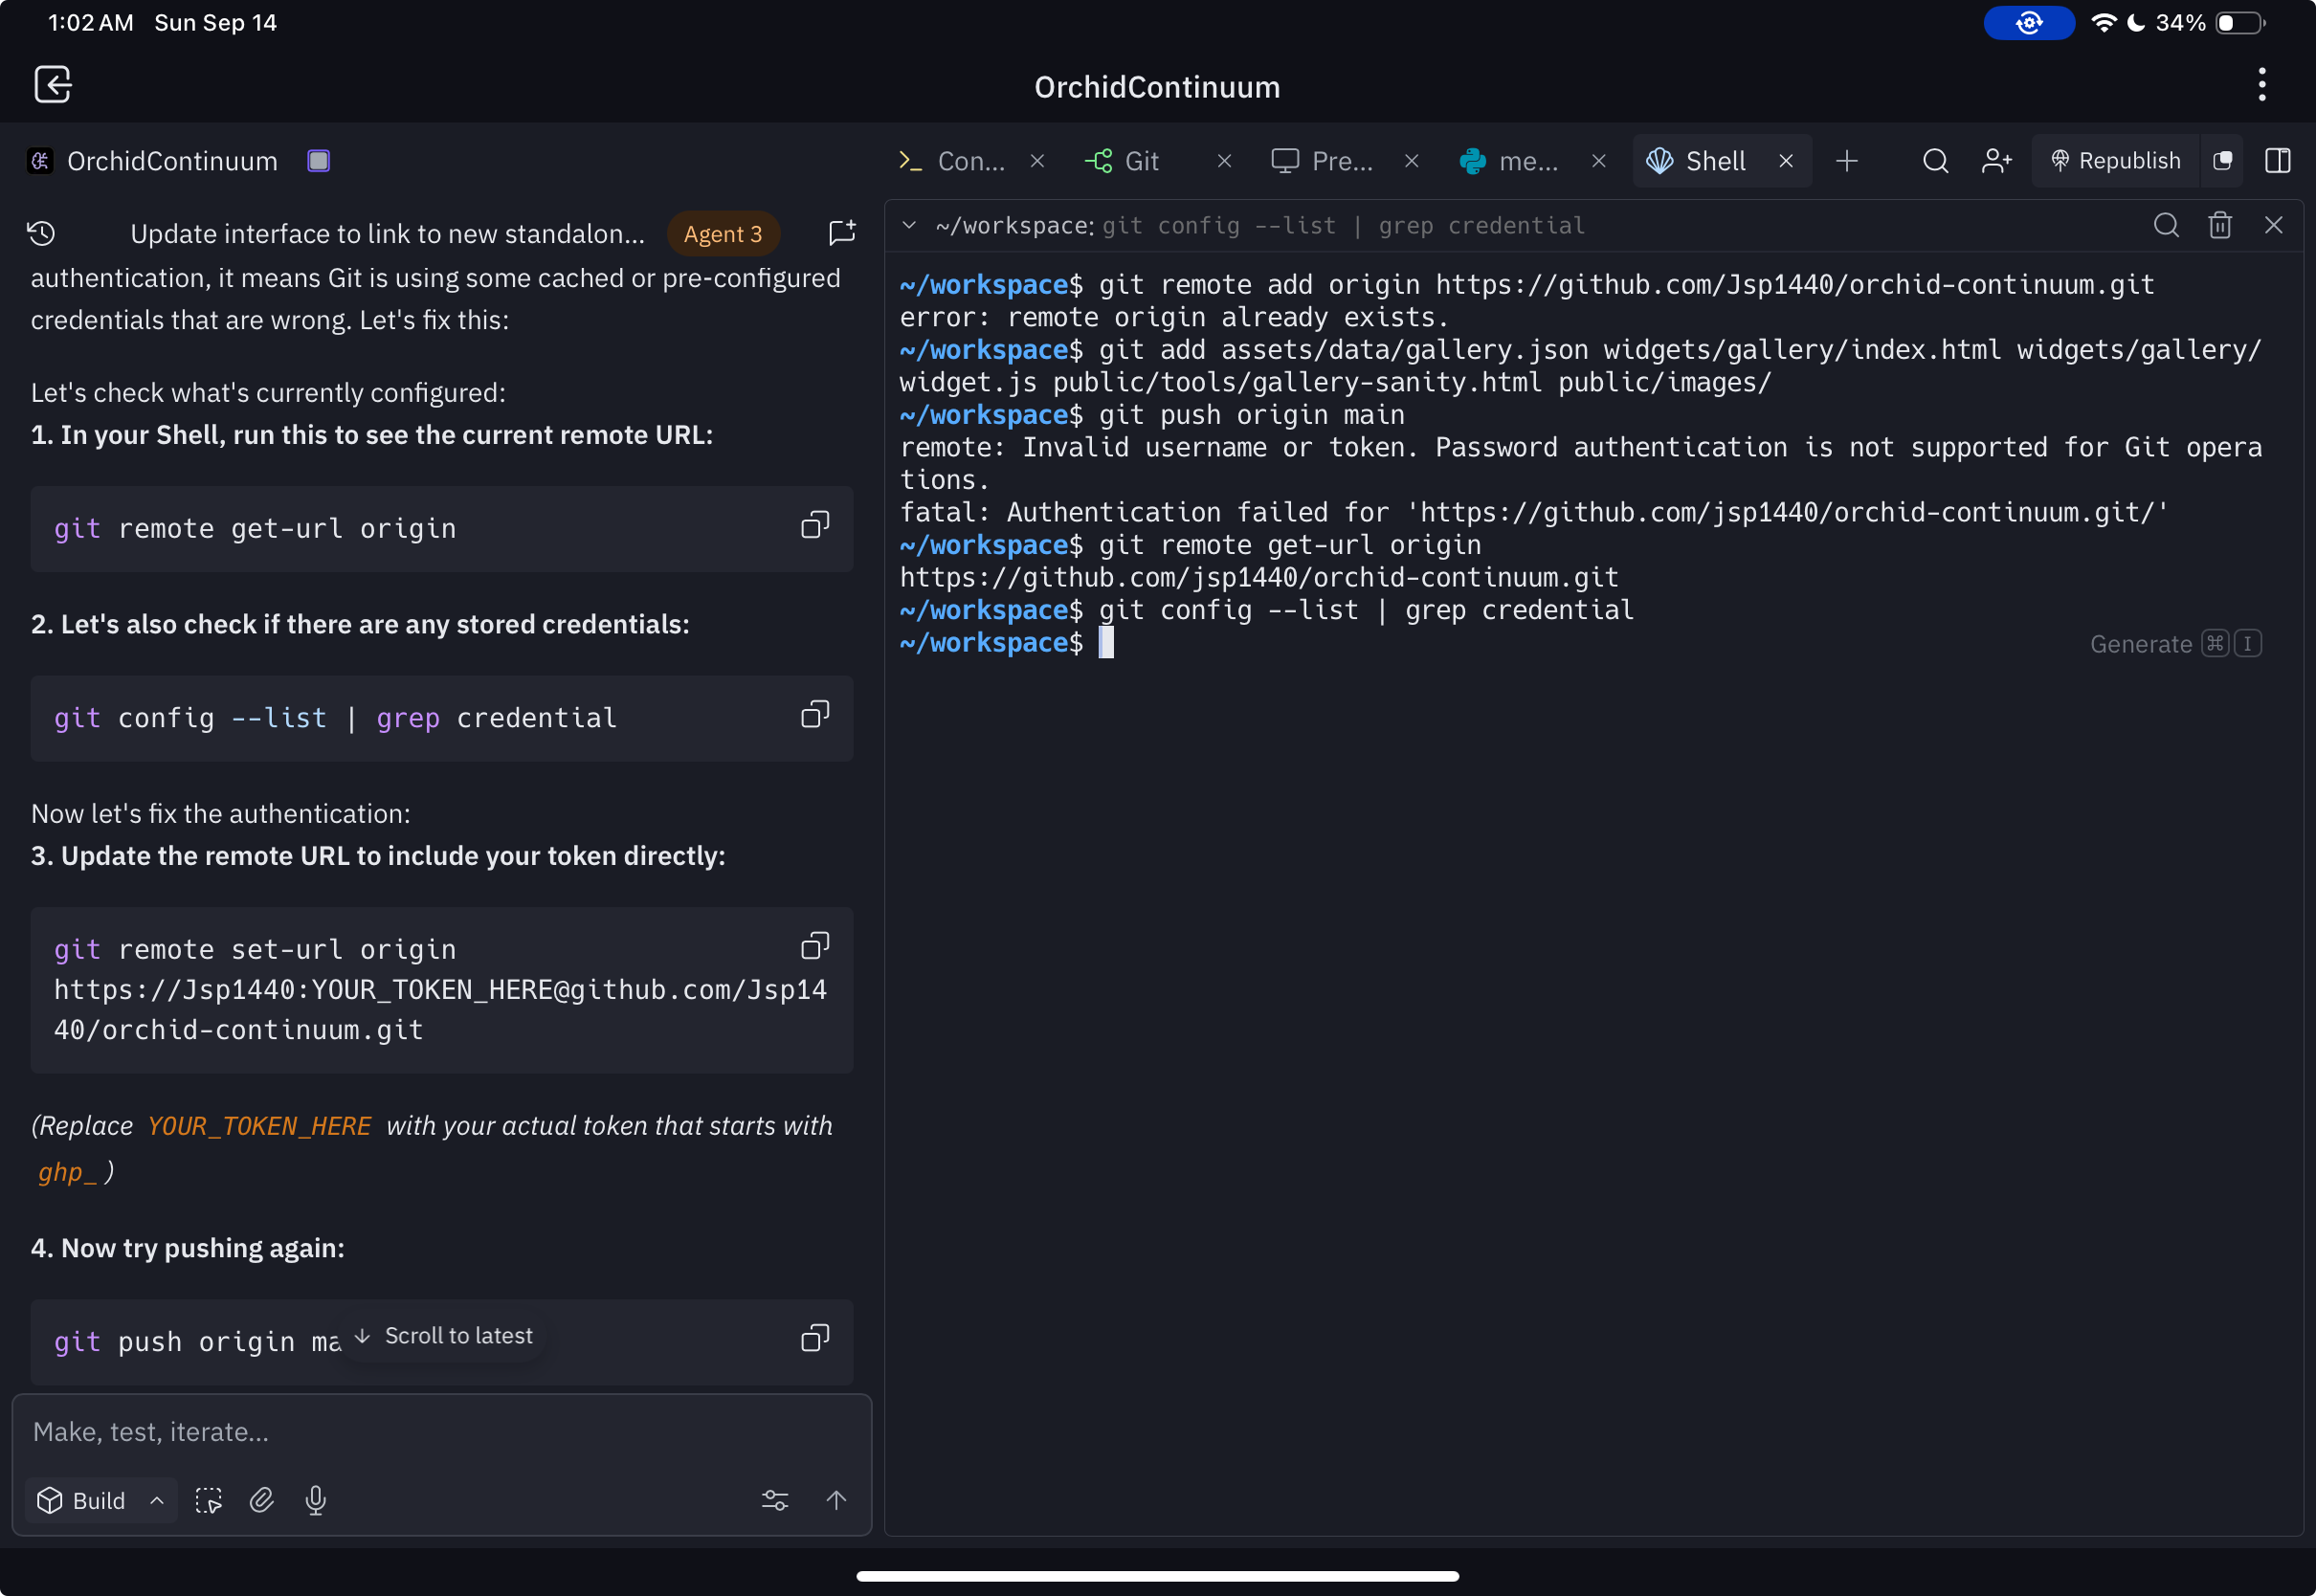 1:02 AM Sun Sep 14
34%
OrchidContinuum
OrchidContinuum
Con...
Git
Pre...
me...
Shell
Republish
Update interface to link to new standalon...
Agent 3
authentication, it means Git is using some cached or pre-configured
credentials that are wrong. Let's fix this:
Let's check what's currently configured:
1. In your Shell, run this to see the current remote URL:
git remote get-url origin
2. Let's also check if there are any stored credentials:
git config --list | grep credential
Now let's fix the authentication:
3. Update the remote URL to include your token directly:
git remote set-url origin
https://Jsp1440:YOUR_TOKEN_HERE@github.com/Jsp14
40/orchid-continuum.git
(Replace YOUR_TOKEN_HERE with your actual token that starts with
ghp_ )
4. Now try pushing again:
git push origin ma
Scroll to latest
Make, test, iterate...
Build
~/workspace: git config --list | grep credential
~/workspace$ git remote add origin https://github.com/Jsp1440/orchid-continuum.git
error: remote origin already exists.
~/workspace$ git add assets/data/gallery.json widgets/gallery/index.html widgets/gallery/
widget.js public/tools/gallery-sanity.html public/images/
~/workspace$ git push origin main
remote: Invalid username or token. Password authentication is not supported for Git opera
tions.
fatal: Authentication failed for 'https://github.com/jsp1440/orchid-continuum.git/'
~/workspace$ git remote get-url origin
https://github.com/jsp1440/orchid-continuum.git
~/workspace$ git config --list | grep credential
~/workspace$
Generate ⌘ I